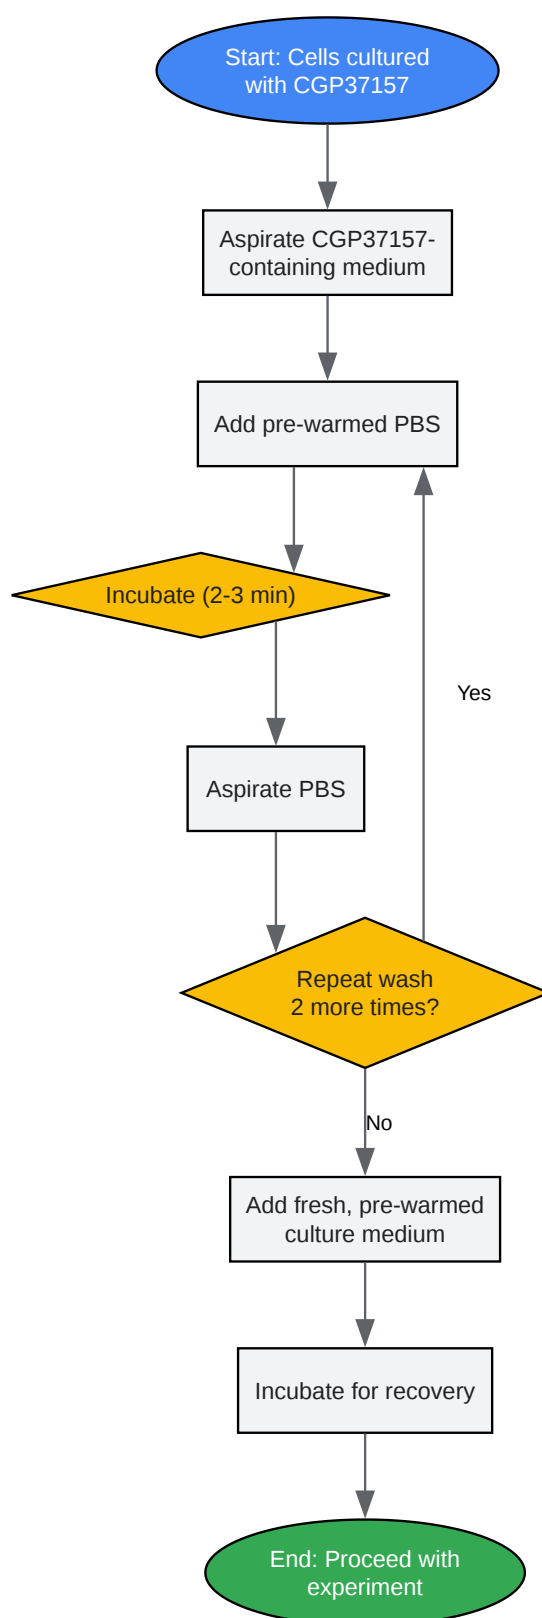 Start: Cells cultured
with CGP37157
Aspirate CGP37157-
containing medium
Add pre-warmed PBS
Incubate (2-3 min)
Yes
Aspirate PBS
Repeat wash
2 more times?
No
Add fresh, pre-warmed
culture medium
Incubate for recovery
End: Proceed with
experiment